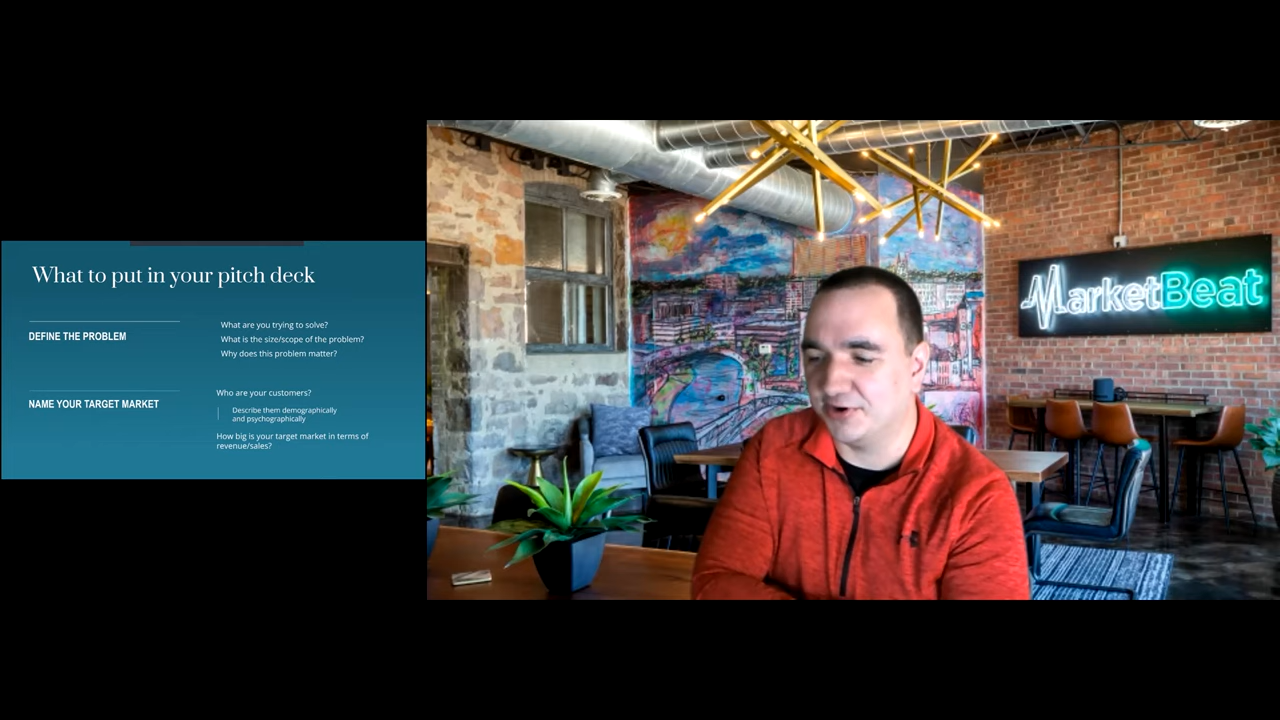 What to put in your pitch deck
DEFINE THE PROBLEM
What are you trying to solve?
What is the size/scope of the problem?
Why does this problem matter?
NAME YOUR TARGET MARKET
Who are your customers?
Describe them demographically
and psychographically
How big is your target market in terms of
revenue/sales?
MarketBeat